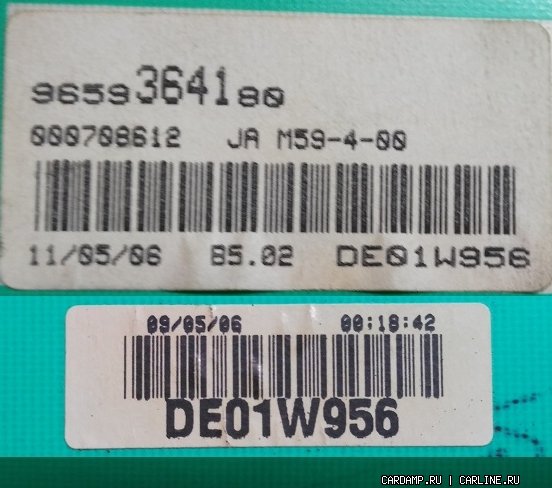 9659364180
000708612 JA M59-4-00
11/05/06 85.02 DE01W956
09/05/06 00:18:42
DE01W956
CARDAMP.RU | CARLINE.RU